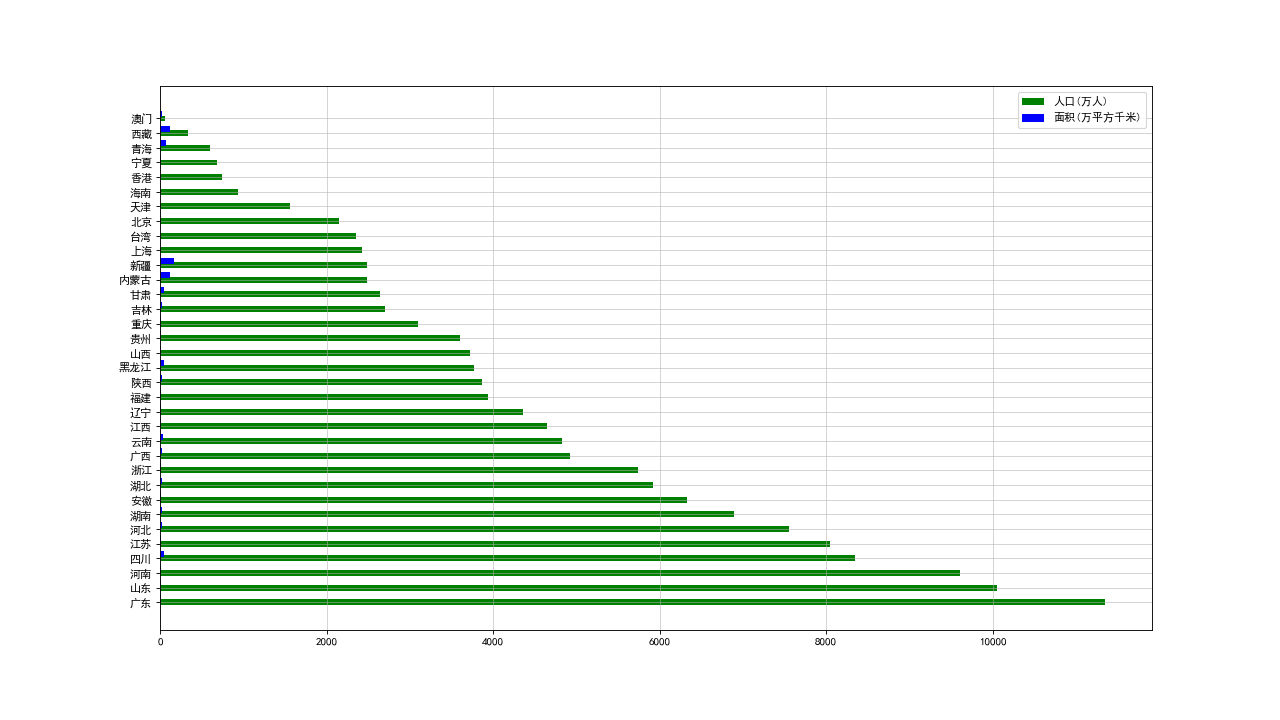 人口(万人)
面积(万平方千米)
澳门
西藏
青海
宁夏
香港
海南
天津
北京
台湾
上海
新疆
内蒙古
甘肃
吉林
重庆
贵州
山西
黑龙江
陕西
福建
辽宁
江西
云南
广西
浙江
湖北
安徽
湖南
河北
江苏
四川
河南
山东
广东
0 2000 4000 6000 8000 10000